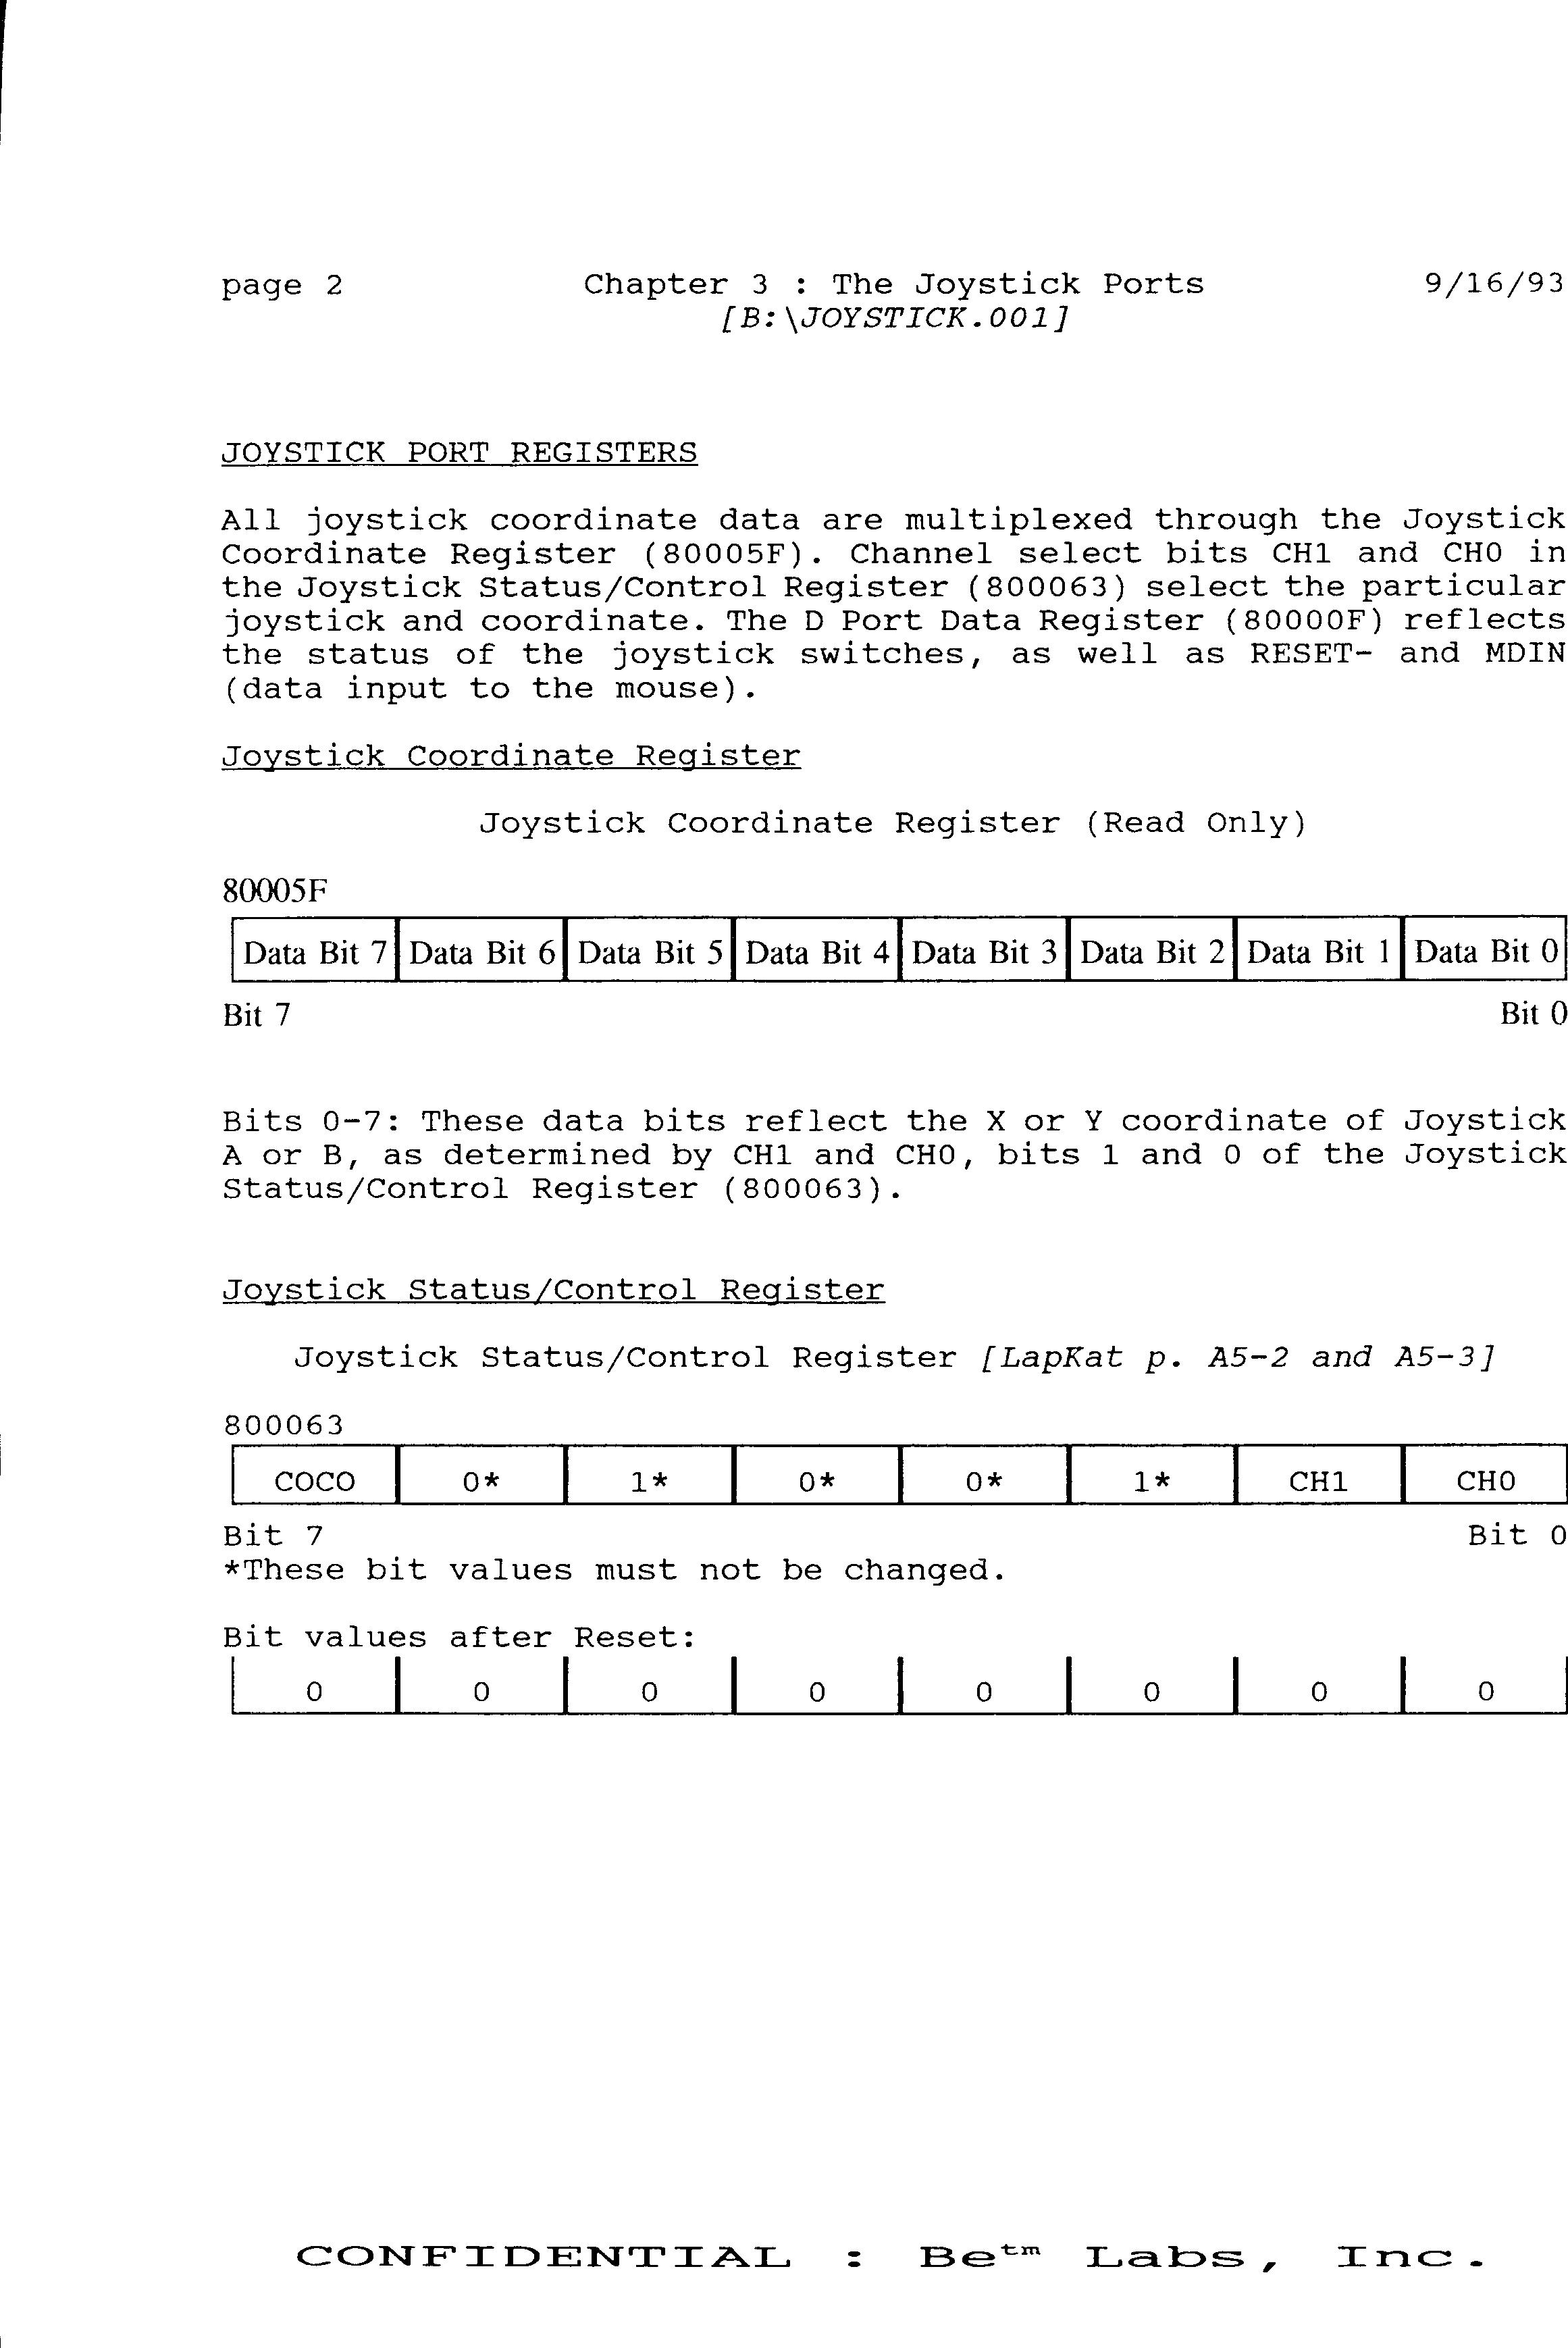 page 2 Chapter 3 : The Joystick Ports 9/16/93
[B:\JOYSTICK.001]
JOYSTICK PORT REGISTERS
All joystick coordinate data are multiplexed through the Joystick
Coordinate Register (80005F). Channel select bits CH1 and CH0 in
the Joystick Status/Control Register (800063) select the particular
joystick and coordinate. The D Port Data Register (80000F) reflects
the status of the joystick switches, as well as RESET- and MDIN
(data input to the mouse).
Joystick Coordinate Register
Joystick Coordinate Register (Read Only)
80005F
Data Bit 7 Data Bit 6 Data Bit 5 Data Bit 4 Data Bit 3 Data Bit 2 Data Bit 1 Data Bit 0
Bit 7 Bit 0
Bits 0-7: These data bits reflect the X or Y coordinate of Joystick
A or B, as determined by CH1 and CH0, bits 1 and 0 of the Joystick
Status/Control Register (800063).
Joystick Status/Control Register
Joystick Status/Control Register [LapKat p. A5-2 and A5-3]
800063
COCO 0* 1* 0* 0* 1* CH1 CH0
Bit 7 Bit 0
*These bit values must not be changed.
Bit values after Reset:
0 0 0 0 0 0 0 0
CONFIDENTIAL : Be™ Labs, Inc.